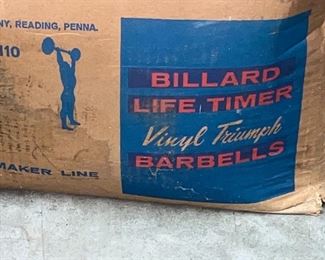 NY, READING, PENNA.
110
BILLARD
LIFE TIMER
Vinyl Triumph
BARBELLS
MAKER LINE